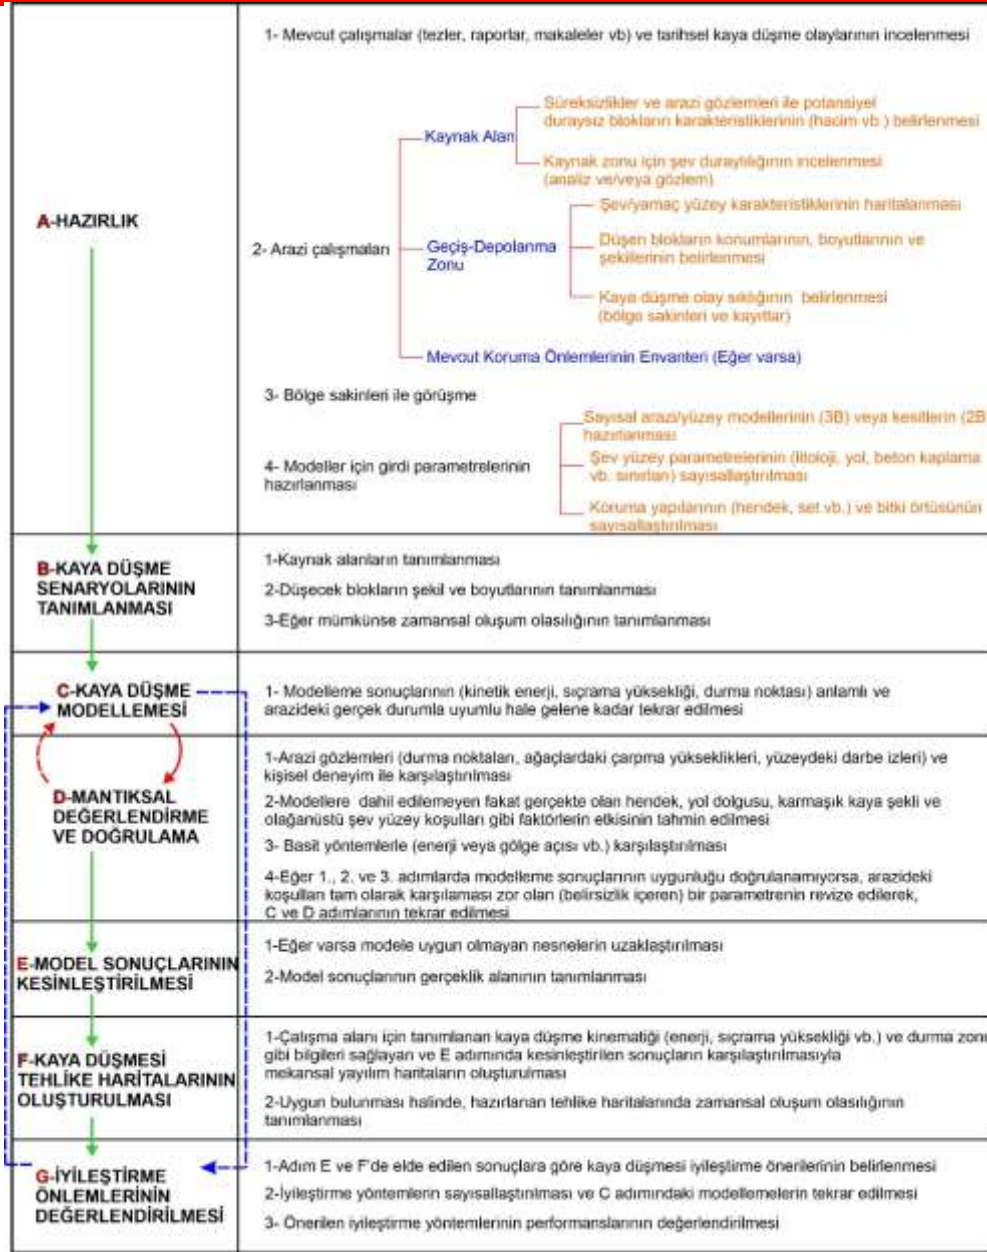 A-HAZIRLIK
1- Mevcut çalışmalar (tezler, raporlar, makaleler vb) ve tarihsel kaya düşme olaylarının incelenmesi
2- Arazi çalışmaları
Kaynak Alan
Süreksizlikler ve arazi gözlemleri ile potansiyel
duraysız blokların karakteristiklerinin (hacim vb.) belirlenmesi
Kaynak zonu için şev duraylılığının incelenmesi
(analiz ve/veya gözlem)
Geçiş-Depolanma
Zonu
Şev/yamaç yüzey karakteristiklerinin haritalanması
Düşen blokların konumlarının, boyutlarının ve
şekillerinin belirlenmesi
Kaya düşme olay sıklığının belirlenmesi
(bölge sakinleri ve kayıtlar)
Mevcut Koruma Önlemlerinin Envanteri (Eğer varsa)
3- Bölge sakinleri ile görüşme
4- Modeller için girdi parametrelerinin
hazırlanması
Sayısal arazi/yüzey modellerinin (3B) veya kesitlerin (2B
hazırlanması
Şev yüzey parametrelerinin (litoloji, yol, beton kaplama
vb. sınırları) sayısallaştırılması
Koruma yapılarının (hendek, set vb.) ve bitki örtüsünün
sayısallaştırılması
B-KAYA DÜŞME
SENARYOLARININ
TANIMLANMASI
1-Kaynak alanların tanımlanması
2-Düşecek blokların şekil ve boyutlarının tanımlanması
3-Eğer mümkünse zamansal oluşum olasılığının tanımlanması
C-KAYA DÜŞME
MODELLEMESİ
1- Modelleme sonuçlarının (kinetik enerji, sıçrama yüksekliği, durma noktası) anlamlı ve
arazideki gerçek durumla uyumlu hale gelene kadar tekrar edilmesi
D-MANTIKSAL
DEĞERLENDİRME
VE DOĞRULAMA
1-Arazi gözlemleri (durma noktaları, ağaçlardaki çarpma yükseklikleri, yüzeydeki darbe izleri) ve
kişisel deneyim ile karşılaştırılması
2-Modellere dahil edilemeyen fakat gerçekte olan hendek, yol dolgusu, karmaşık kaya şekli ve
olağanüstü şev yüzey koşulları gibi faktörlerin etkisinin tahmin edilmesi
3- Basit yöntemlerle (enerji veya gölge açısı vb.) karşılaştırılması
4-Eğer 1., 2. ve 3. adımlarda modelleme sonuçlarının uygunluğu doğrulanamıyorsa, arazideki
koşulları tam olarak karşılaması zor olan (belirsizlik içeren) bir parametrenin revize edilerek,
C ve D adımlarının tekrar edilmesi
E-MODEL SONUÇLARININ
KESİNLEŞTİRİLMESİ
1-Eğer varsa modele uygun olmayan nesnelerin uzaklaştırılması
2-Model sonuçlarının gerçeklik alanının tanımlanması
F-KAYA DÜŞMESİ
TEHLİKE HARİTALARININ
OLUŞTURULMASI
1-Çalışma alanı için tanımlanan kaya düşme kinematiği (enerji, sıçrama yüksekliği vb.) ve durma zonu
gibi bilgileri sağlayan ve E adımında kesinleştirilen sonuçların karşılaştırılmasıyla
mekansal yayılım haritaların oluşturulması
2-Uygun bulunması halinde, hazırlanan tehlike haritalarında zamansal oluşum olasılığının
tanımlanması
G-İYİLEŞTİRME
ÖNLEMLERİNİN
DEĞERLENDİRİLMESİ
1-Adım E ve F'de elde edilen sonuçlara göre kaya düşmesi iyileştirme önerilerinin belirlenmesi
2-İyileştirme yöntemlerin sayısallaştırılması ve C adımındaki modellemelerin tekrar edilmesi
3- Önerilen iyileştirme yöntemlerinin performanslarının değerlendirilmesi